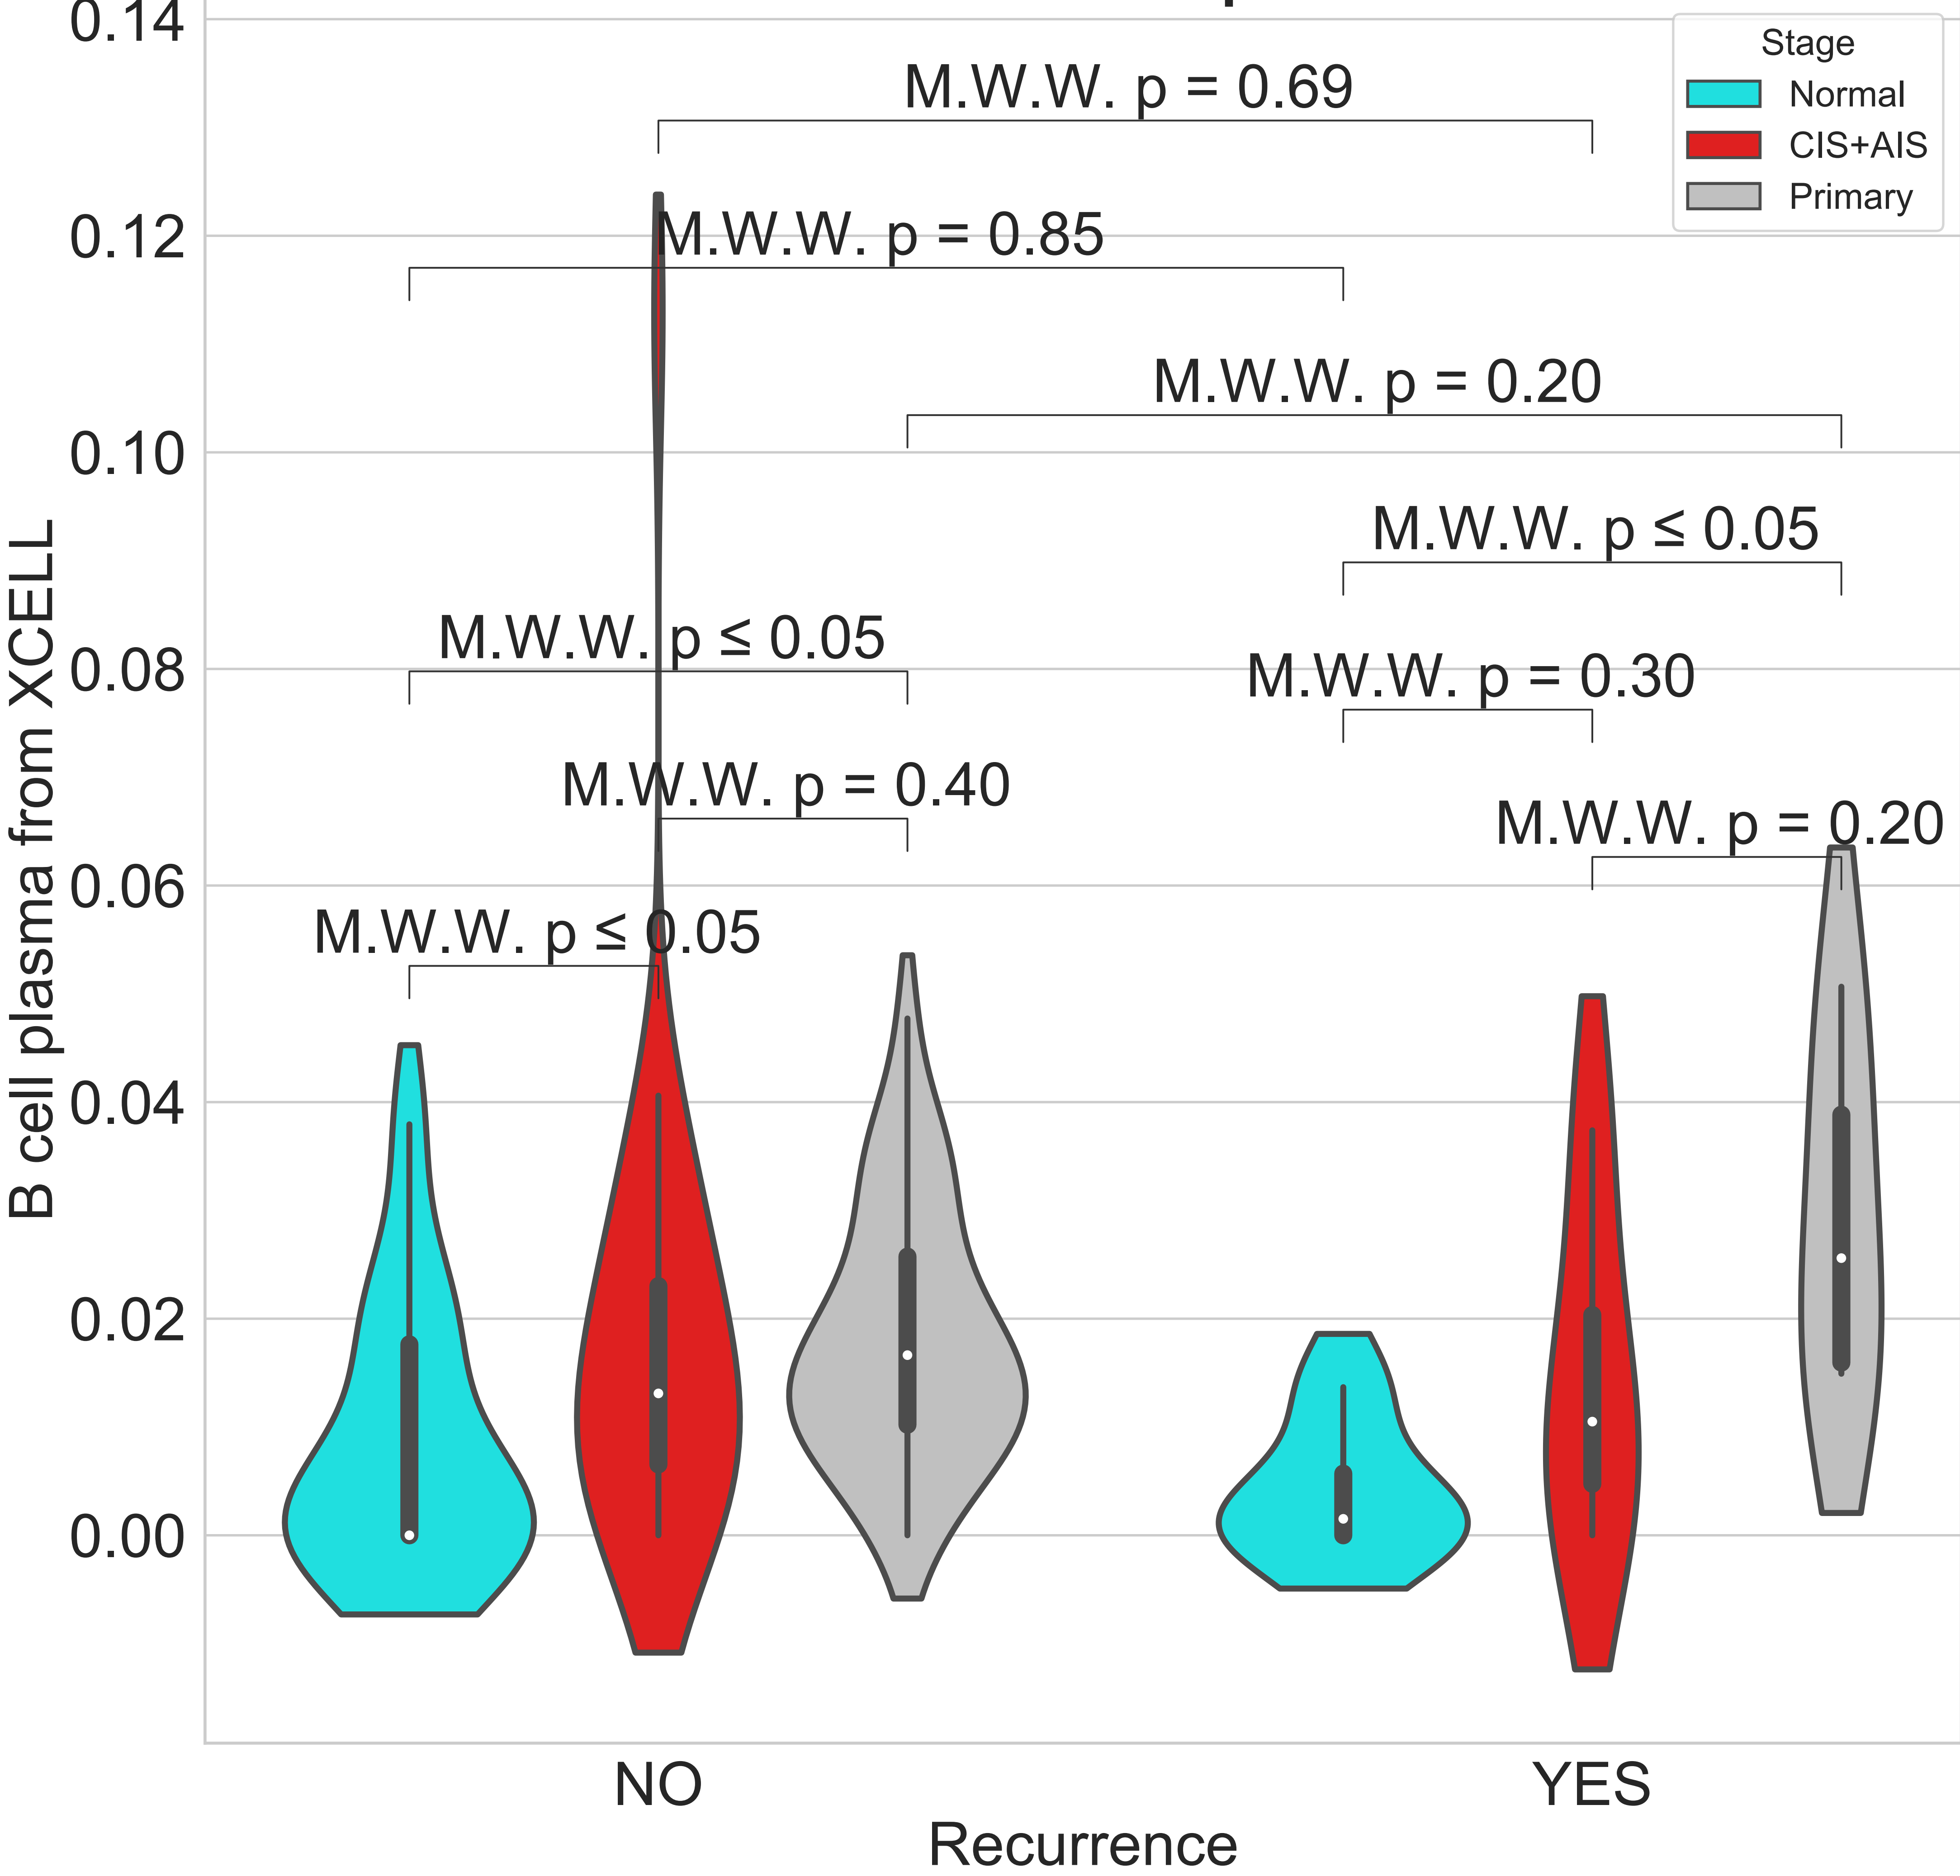 0.14
0.12
0.10
0.08
0.06
0.04
0.02
0.00
B cell plasma from XCELL
M.W.W. p = 0.69
M.W.W. p = 0.85
M.W.W. p = 0.20
M.W.W. p ≤ 0.05
M.W.W. p ≤ 0.05
M.W.W. p = 0.30
M.W.W. p = 0.40
M.W.W. p = 0.20
M.W.W. p ≤ 0.05
Stage
Normal
CIS+AIS
Primary
NO
YES
Recurrence